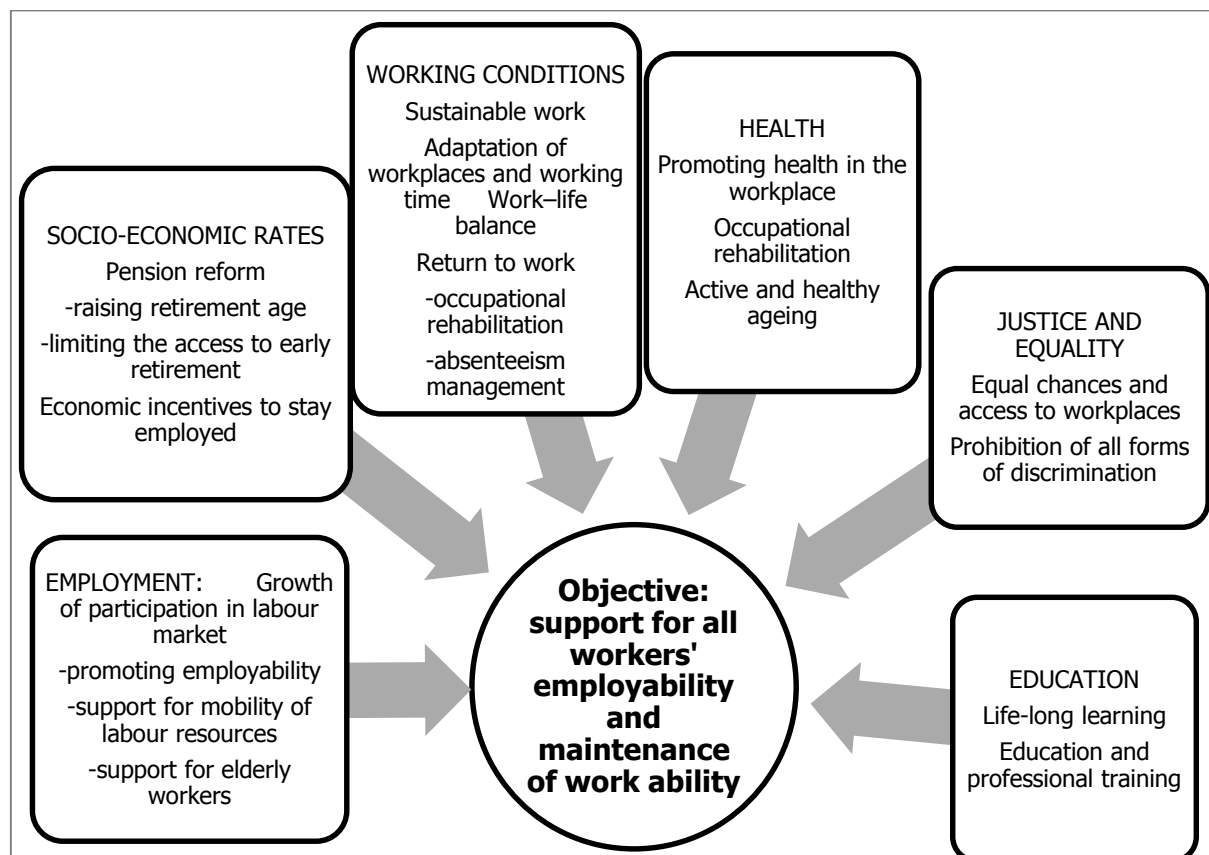 SOCIO-ECONOMIC RATES
Pension reform
-raising retirement age
-limiting the access to early
retirement
Economic incentives to stay
employed
WORKING CONDITIONS
Sustainable work
Adaptation of
workplaces and working
time Work–life
balance
Return to work
-occupational
rehabilitation
-absenteeism
management
HEALTH
Promoting health in the
workplace
Occupational
rehabilitation
Active and healthy
ageing
JUSTICE AND
EQUALITY
Equal chances and
access to workplaces
Prohibition of all forms
of discrimination
EMPLOYMENT: Growth
of participation in labour
market
-promoting employability
-support for mobility of
labour resources
-support for elderly
workers
Objective:
support for all
workers'
employability
and
maintenance
of work ability
EDUCATION
Life-long learning
Education and
professional training